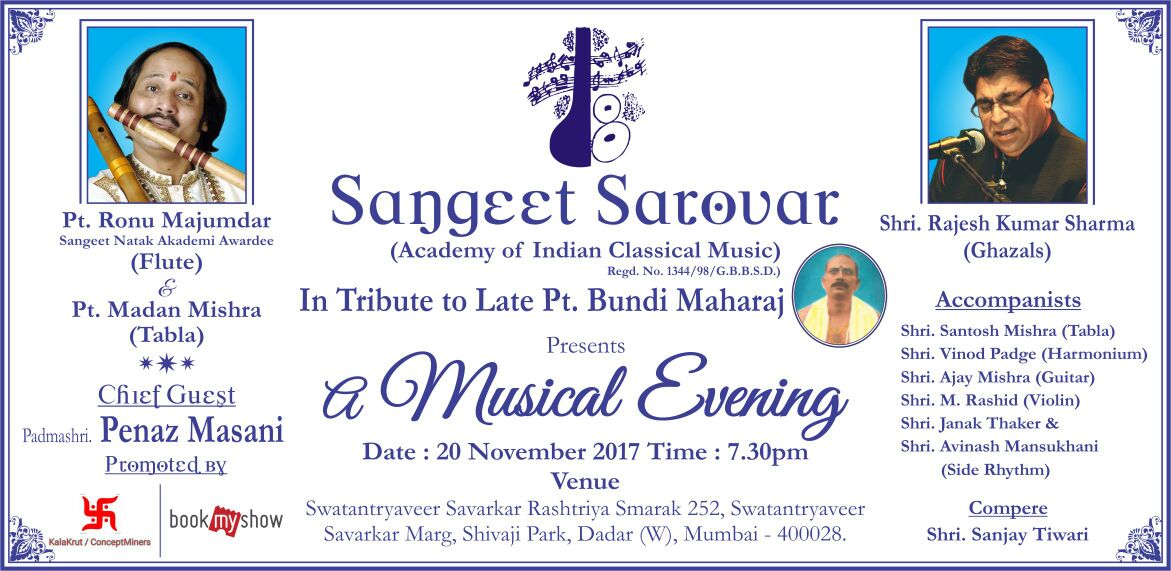 Pt. Ronu Majumdar
Sangeet Natak Akademi Awardee
(Flute)
&
Pt. Madan Mishra
(Tabla)
Chief Guest
Padmashri. Penaz Masani
Promoted By
KalaKrut / ConceptMiners
bookmyshow
Sangeet Sarovar
(Academy of Indian Classical Music)
Regd. No. 1344/98/G.B.B.S.D.)
In Tribute to Late Pt. Bundi Maharaj
Presents
A Musical Evening
Date : 20 November 2017 Time : 7.30pm
Venue
Swatantryaveer Savarkar Rashtriya Smarak 252, Swatantryaveer
Savarkar Marg, Shivaji Park, Dadar (W), Mumbai - 400028.
Shri. Rajesh Kumar Sharma
(Ghazals)
Accompanists
Shri. Santosh Mishra (Tabla)
Shri. Vinod Padge (Harmonium)
Shri. Ajay Mishra (Guitar)
Shri. M. Rashid (Violin)
Shri. Janak Thaker &
Shri. Avinash Mansukhani
(Side Rhythm)
Compere
Shri. Sanjay Tiwari